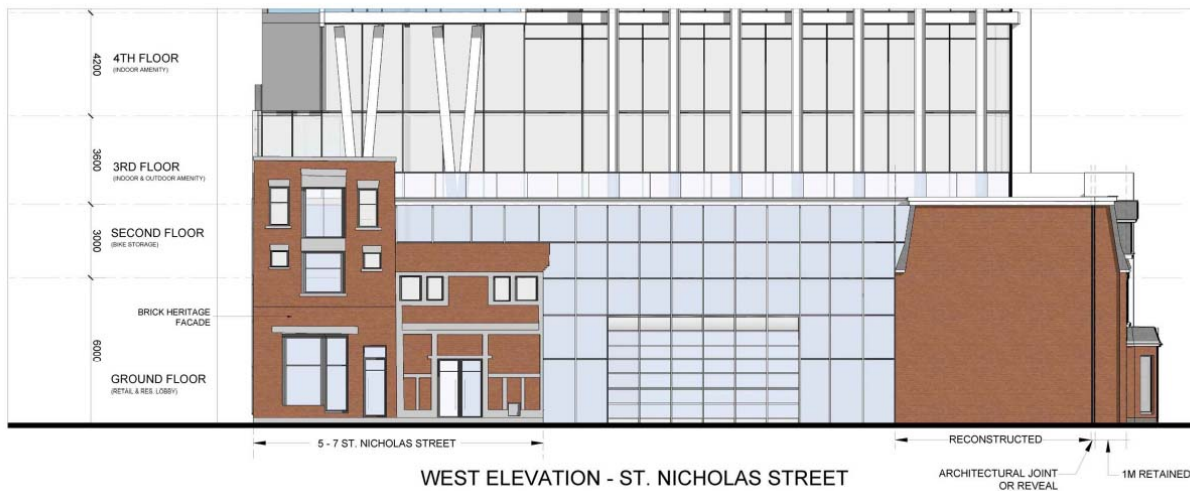 4200
4TH FLOOR
(INDOOR AMENITY)
3600
3RD FLOOR
(INDOOR & OUTDOOR AMENITY)
3000
SECOND FLOOR
(BIKE STORAGE)
BRICK HERITAGE
FACADE
6000
GROUND FLOOR
(RETAIL & RES. LOBBY)
5 - 7 ST. NICHOLAS STREET
RECONSTRUCTED
WEST ELEVATION - ST. NICHOLAS STREET
ARCHITECTURAL JOINT
OR REVEAL
1M RETAINED